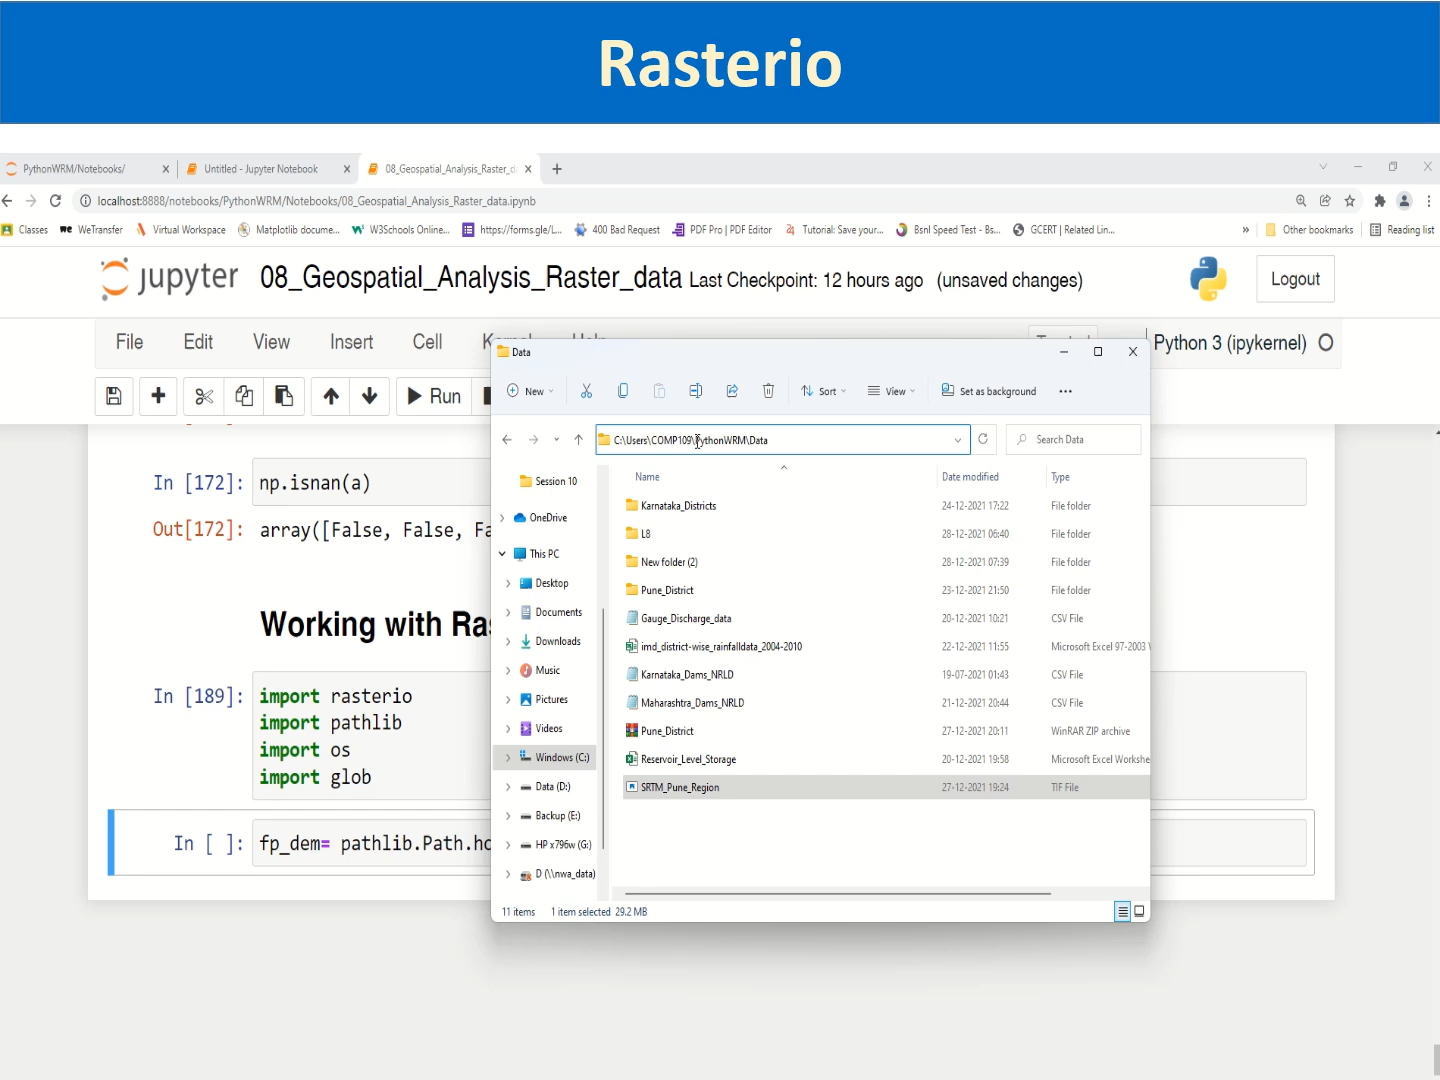 Rasterio
PythonWRM/Notebooks/
Untitled - Jupyter Notebook
08_Geospatial_Analysis_Raster_d
localhost:8888/notebooks/PythonWRM/Notebooks/08_Geospatial_Analysis_Raster_data.ipynb
Classes
WeTransfer
Virtual Workspace
Matplotlib docume...
W3Schools Online...
https://forms.gle/L...
400 Bad Request
PDF Pro | PDF Editor
Tutorial: Save your...
Bsnl Speed Test - Bs...
GCERT | Related Lin...
»
Other bookmarks
Reading list
jupyter 08_Geospatial_Analysis_Raster_data Last Checkpoint: 12 hours ago (unsaved changes)
Logout
File Edit View Insert Cell
Python 3 (ipykernel)
Run
In [172]: np.isnan(a)
Out[172]: array([False, False, Fa
Working with Ras
In [189]: import rasterio
import pathlib
import os
import glob
In [ ]: fp_dem= pathlib.Path.ho
Data
New
Sort
View
Set as background
C:\Users\COMP109\PythonWRM\Data
Search Data
Session 10
OneDrive
This PC
Desktop
Documents
Downloads
Music
Pictures
Videos
Windows (C:)
Data (D:)
Backup (E:)
HP x796w (G:)
D (\\nwa_data)
Name Date modified Type
Karnataka_Districts 24-12-2021 17:22 File folder
L8 28-12-2021 06:40 File folder
New folder (2) 28-12-2021 07:39 File folder
Pune_District 23-12-2021 21:50 File folder
Gauge_Discharge_data 20-12-2021 10:21 CSV File
imd_district-wise_rainfalldata_2004-2010 22-12-2021 11:55 Microsoft Excel 97-2003
Karnataka_Dams_NRLD 19-07-2021 01:43 CSV File
Maharashtra_Dams_NRLD 21-12-2021 20:44 CSV File
Pune_District 27-12-2021 20:11 WinRAR ZIP archive
Reservoir_Level_Storage 20-12-2021 19:58 Microsoft Excel Workshe
SRTM_Pune_Region 27-12-2021 19:24 TIF File
11 items 1 item selected 29.2 MB